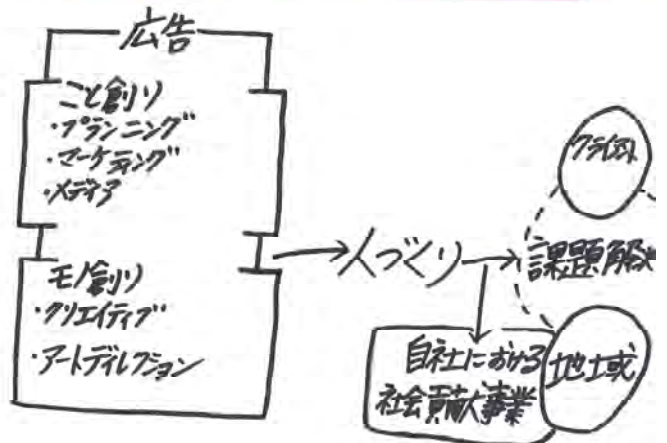 広告
こと創り
・プランニング
・マーケティング
・メディア
モノ創り
・クリエイティブ
・アートディレクション
人づくり
クライアント
課題解決
自社における
社会貢献事業
地域